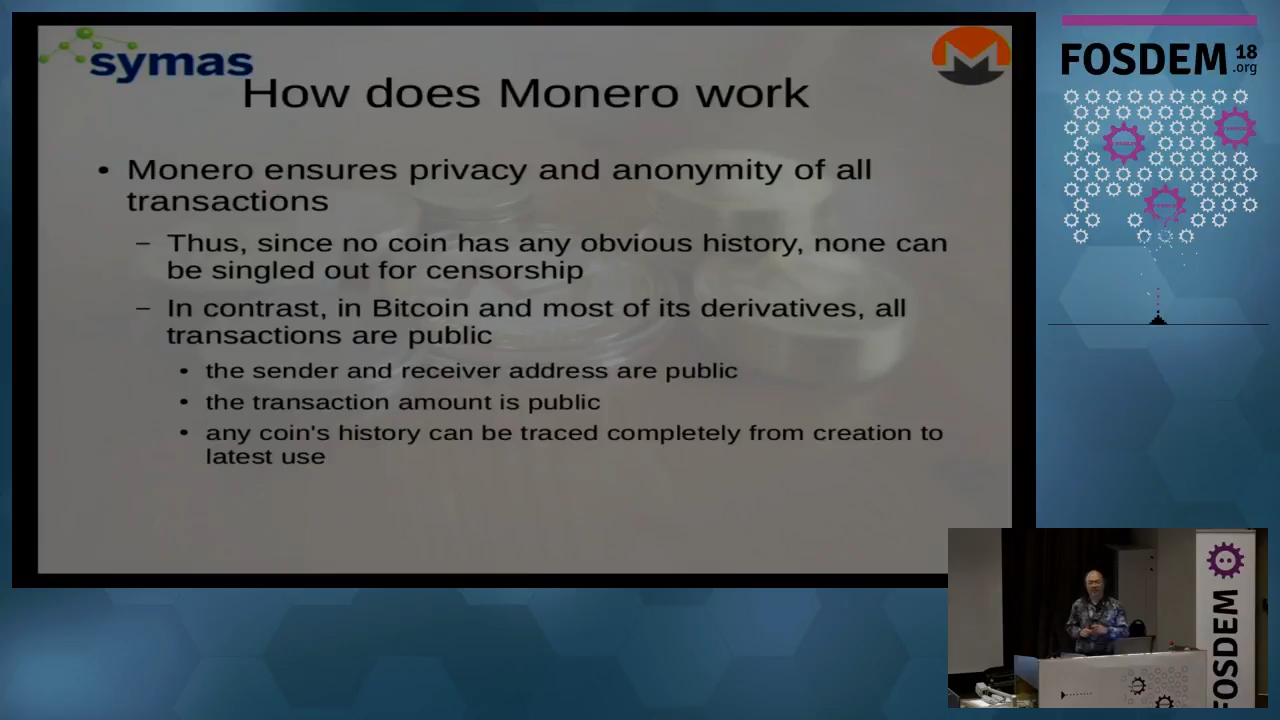 symas
How does Monero work
• Monero ensures privacy and anonymity of all
transactions
– Thus, since no coin has any obvious history, none can
be singled out for censorship
– In contrast, in Bitcoin and most of its derivatives, all
transactions are public
• the sender and receiver address are public
• the transaction amount is public
• any coin's history can be traced completely from creation to
latest use
FOSDEM 18
.org
FOSDEM